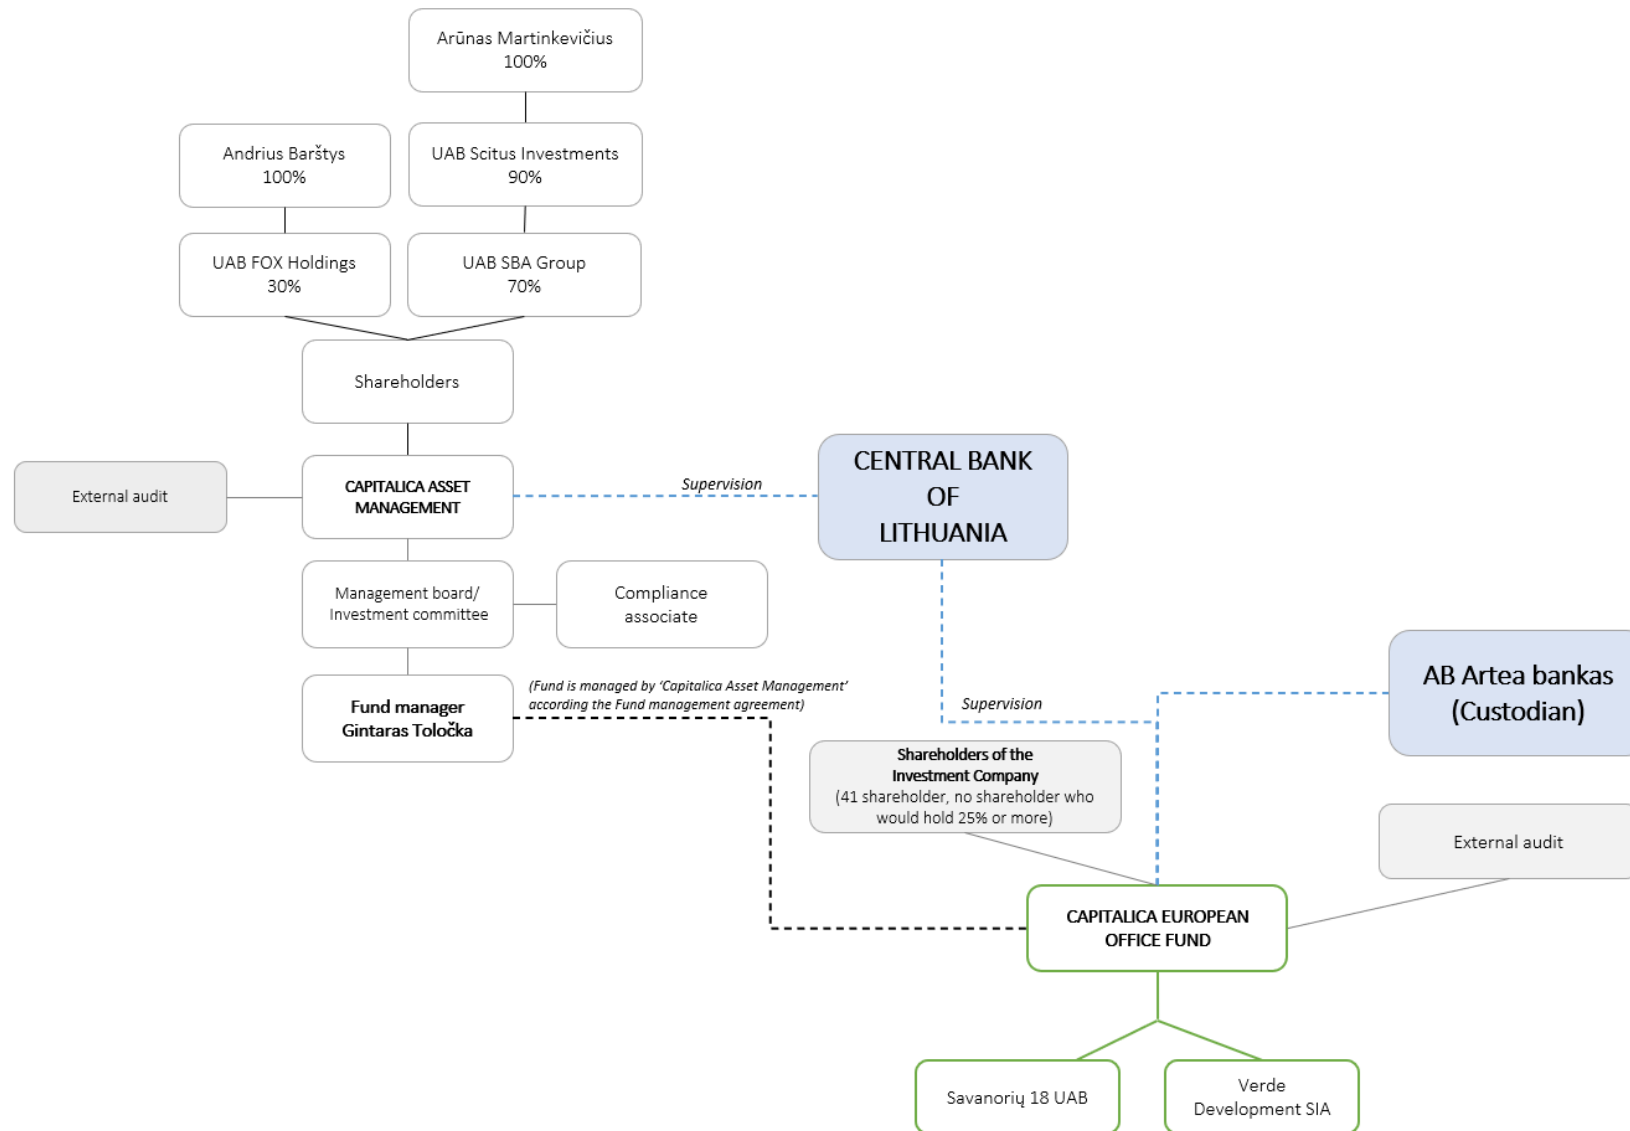 Arūnas Martinkevičius
100%
Andrius Barštys
100%
UAB Scitus Investments
90%
UAB FOX Holdings
30%
UAB SBA Group
70%
Shareholders
External audit
CAPITALICA ASSET
MANAGEMENT
Supervision
CENTRAL BANK
OF
LITHUANIA
Management board/
Investment committee
Compliance
associate
Fund manager
Gintaras Toločka
(Fund is managed by ‘Capitalica Asset Management’
according the Fund management agreement)
Supervision
AB Artea bankas
(Custodian)
Shareholders of the
Investment Company
(41 shareholder, no shareholder who
would hold 25% or more)
External audit
CAPITALICA EUROPEAN
OFFICE FUND
Savanorių 18 UAB
Verde
Development SIA